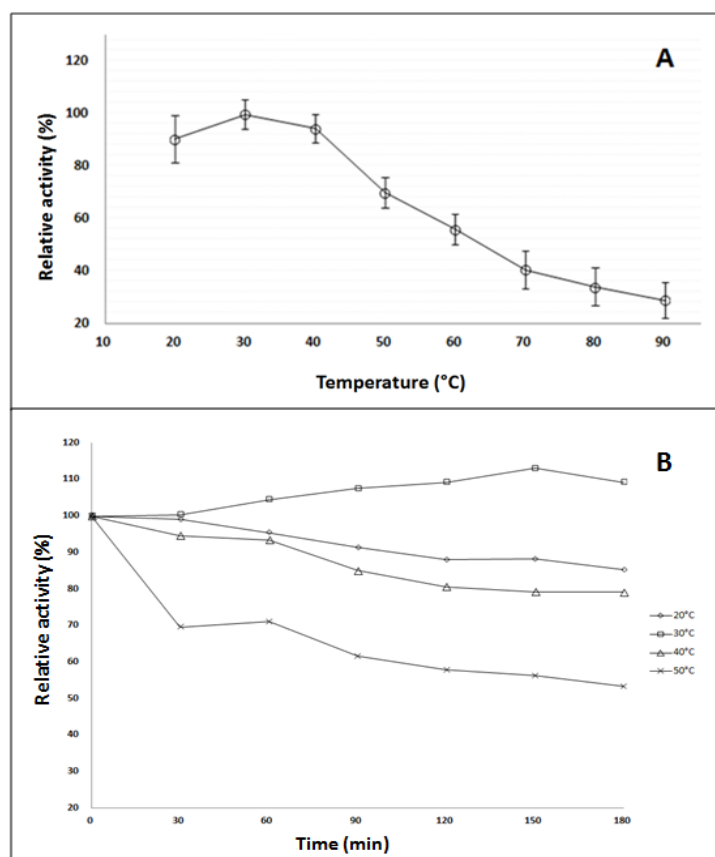 A
120
100
80
60
40
20
Relative activity (%)
10 20 30 40 50 60 70 80 90
Temperature (°C)
B
120
110
100
90
80
70
60
50
40
30
20
Relative activity (%)
20°C
30°C
40°C
50°C
0 30 60 90 120 150 180
Time (min)